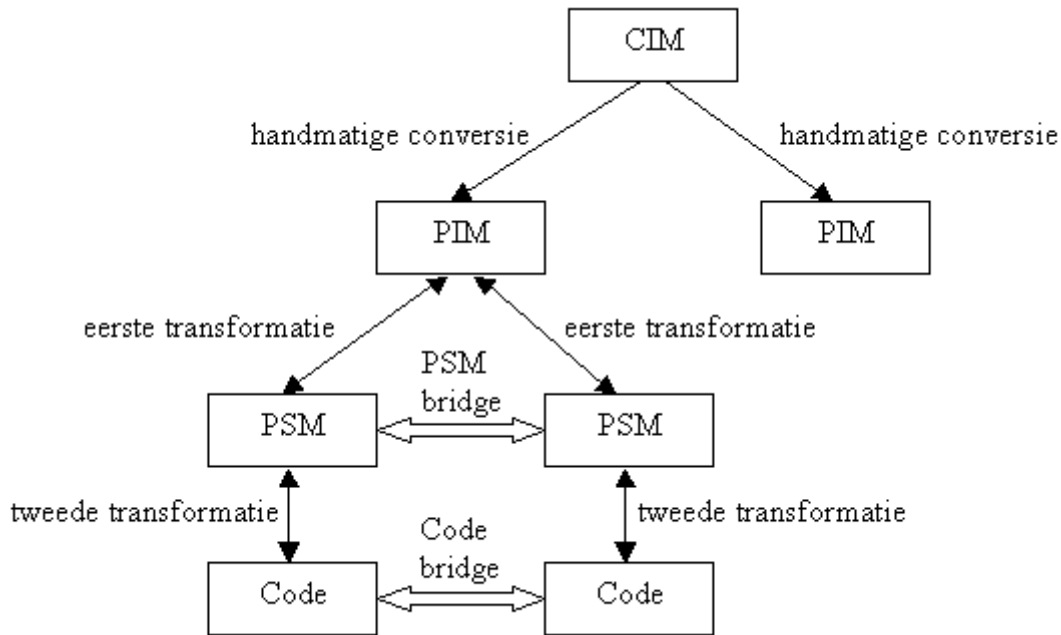 CIM
handmatige conversie
handmatige conversie
PIM
PIM
eerste transformatie
eerste transformatie
PSM
bridge
PSM
PSM
tweede transformatie
tweede transformatie
Code
bridge
Code
Code